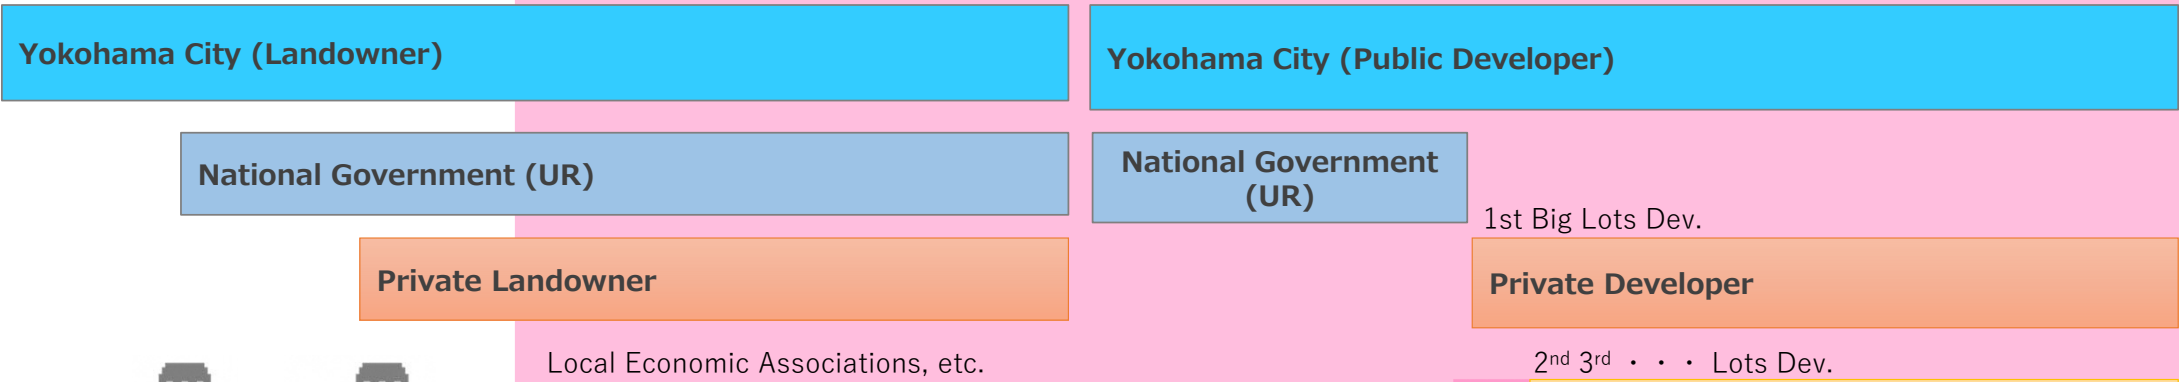 Yokohama City (Landowner)
Yokohama City (Public Developer)
National Government (UR)
National Government
(UR)
1st Big Lots Dev.
Private Landowner
Private Developer
Local Economic Associations, etc.
2nd 3rd ・・・ Lots Dev.